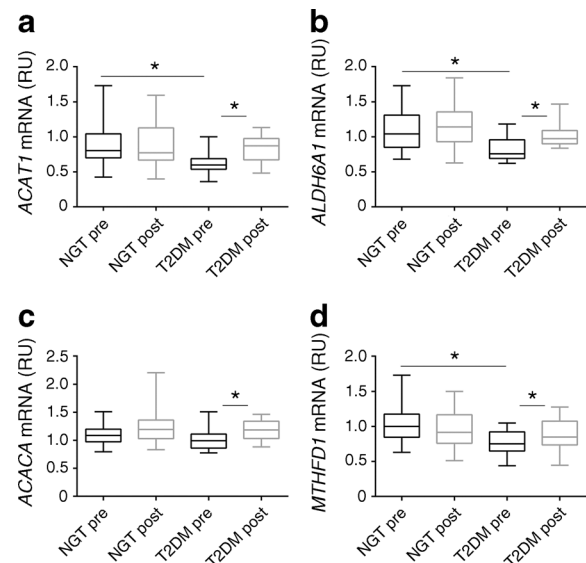 a
ACAT1 mRNA (RU)
2.0
1.5
1.0
0.5
0
*
*
NGT pre
NGT post
T2DM pre
T2DM post
b
ALDH6A1 mRNA (RU)
2.0
1.5
1.0
0.5
0
*
*
NGT pre
NGT post
T2DM pre
T2DM post
c
ACACA mRNA (RU)
2.5
2.0
1.5
1.0
0.5
0
*
NGT pre
NGT post
T2DM pre
T2DM post
d
MTHFD1 mRNA (RU)
2.0
1.5
1.0
0.5
0
*
*
NGT pre
NGT post
T2DM pre
T2DM post